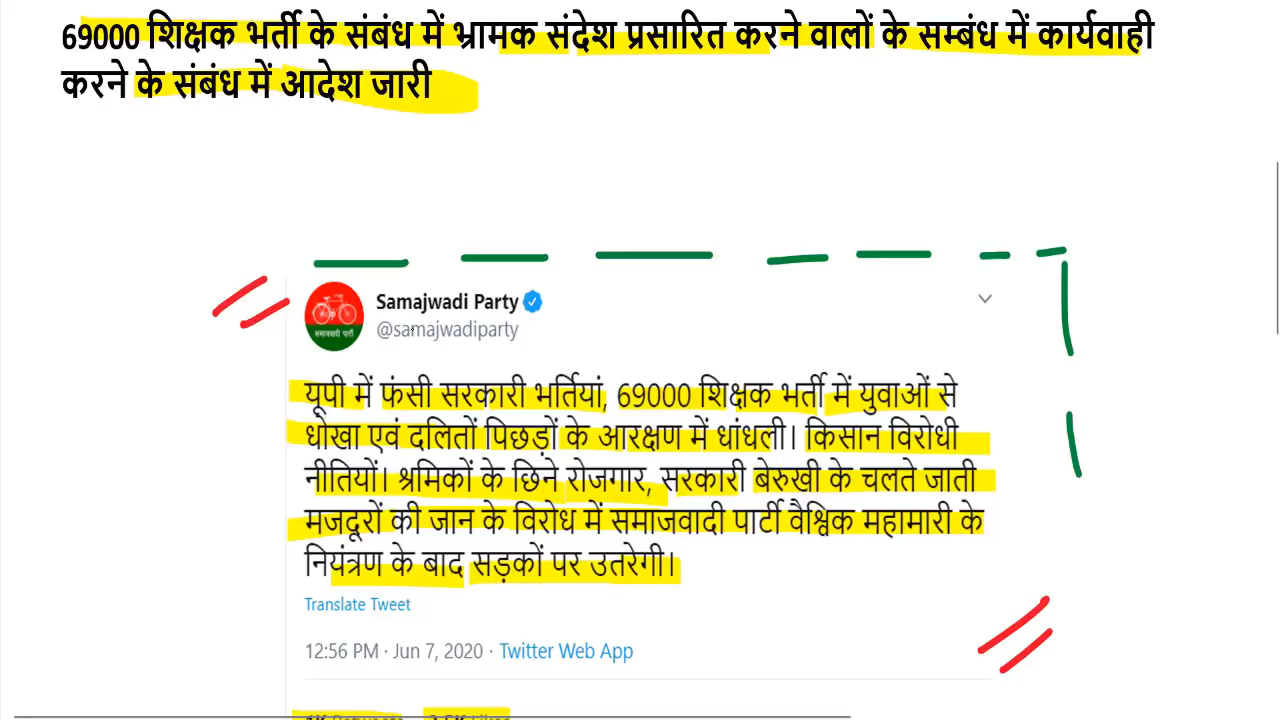 69000 शिक्षक भर्ती के संबंध में भ्रामक संदेश प्रसारित करने वालों के सम्बंध में कार्यवाही
करने के संबंध में आदेश जारी
Samajwadi Party
@samajwadiparty
समाजवादी पार्टी
यूपी में फंसी सरकारी भर्तियां, 69000 शिक्षक भर्ती में युवाओं से
धोखा एवं दलितों पिछड़ों के आरक्षण में धांधली। किसान विरोधी
नीतियों। श्रमिकों के छिने रोजगार, सरकारी बेरुखी के चलते जाती
मजदूरों की जान के विरोध में समाजवादी पार्टी वैश्विक महामारी के
नियंत्रण के बाद सड़कों पर उतरेगी।
Translate Tweet
12:56 PM · Jun 7, 2020 · Twitter Web App